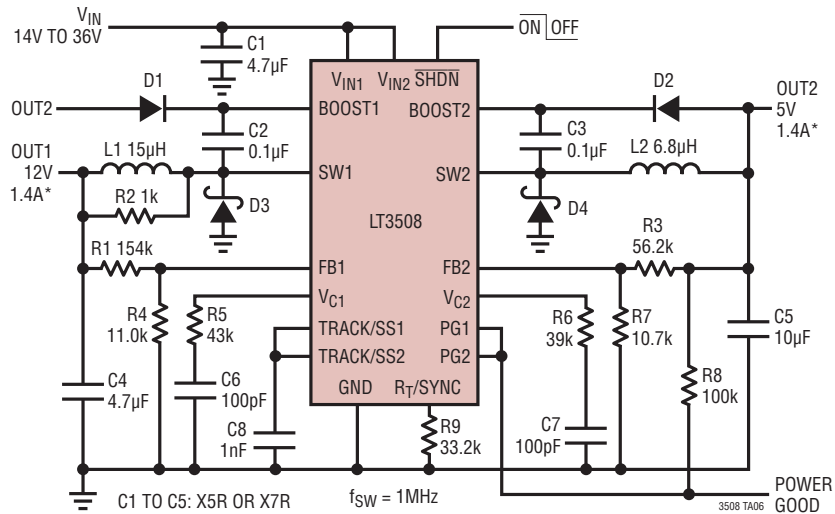 VIN
14V TO 36V
C1
4.7µF
ON OFF
VIN1 VIN2 SHDN
D1
OUT2
BOOST1
BOOST2
D2
OUT2
5V
1.4A*
C2
0.1µF
C3
0.1µF
OUT1
12V
1.4A*
L1 15µH
SW1
SW2
L2 6.8µH
R2 1k
D3
LT3508
D4
R3
56.2k
R1 154k
FB1
FB2
VC1
VC2
R4
11.0k
R5
43k
TRACK/SS1
TRACK/SS2
PG1
PG2
R6
39k
R7
10.7k
C5
10µF
R8
100k
C4
4.7µF
C6
100pF
GND
RT/SYNC
C8
1nF
R9
33.2k
C7
100pF
C1 TO C5: X5R OR X7R
fSW = 1MHz
3508 TA06
POWER
GOOD